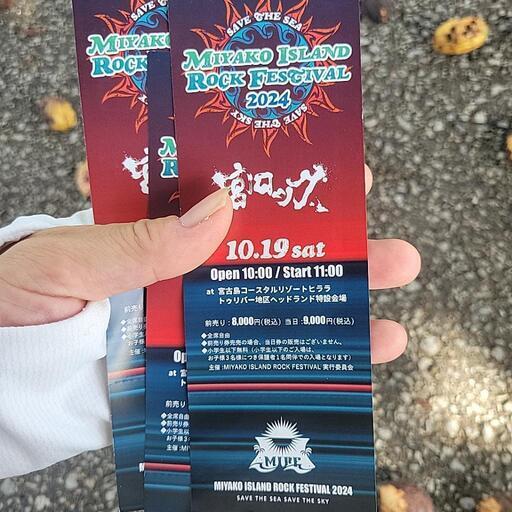 SAVE THE SEA
MIYAKO ISLAND
ROCK FESTIVAL
2024
SAVE THE SKY
宮ロック
10.19 sat
Open 10:00 / Start 11:00
at 宮古島コースタルリゾートヒララ
トゥリバー地区ヘッドランド特設会場
前売り:8,000円(税込) 当日:9,000円(税込)
◆全席自由
◆前売り券完売の場合、当日券の販売はございません。
◆小学生以下無料(小学生以下のご入場は、
お子様3名様につき保護者1名同伴での入場となります)
主催:MIYAKO ISLAND ROCK FESTIVAL 実行委員会
MIRF
MIYAKO ISLAND ROCK FESTIVAL 2024
SAVE THE SEA SAVE THE SKY